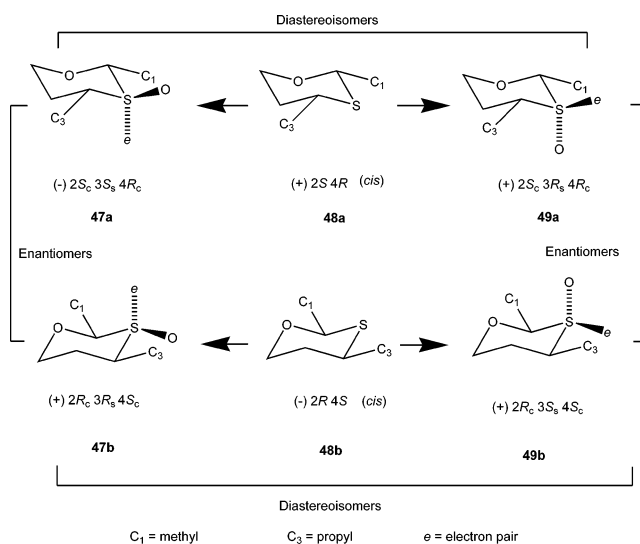 Diastereoisomers
O C1 S O e C3
O C1 S C3
O C1 S e C3 O
(-) 2Sc 3Ss 4Rc
(+) 2S 4R (cis)
(+) 2Sc 3Rs 4Rc
47a
48a
49a
Enantiomers
Enantiomers
C1 e O S O C3
C1 O S C3
O C1 O S e C3
(+) 2Rc 3Rs 4Sc
(-) 2R 4S (cis)
(+) 2Rc 3Ss 4Sc
47b
48b
49b
Diastereoisomers
C1 = methyl C3 = propyl e = electron pair